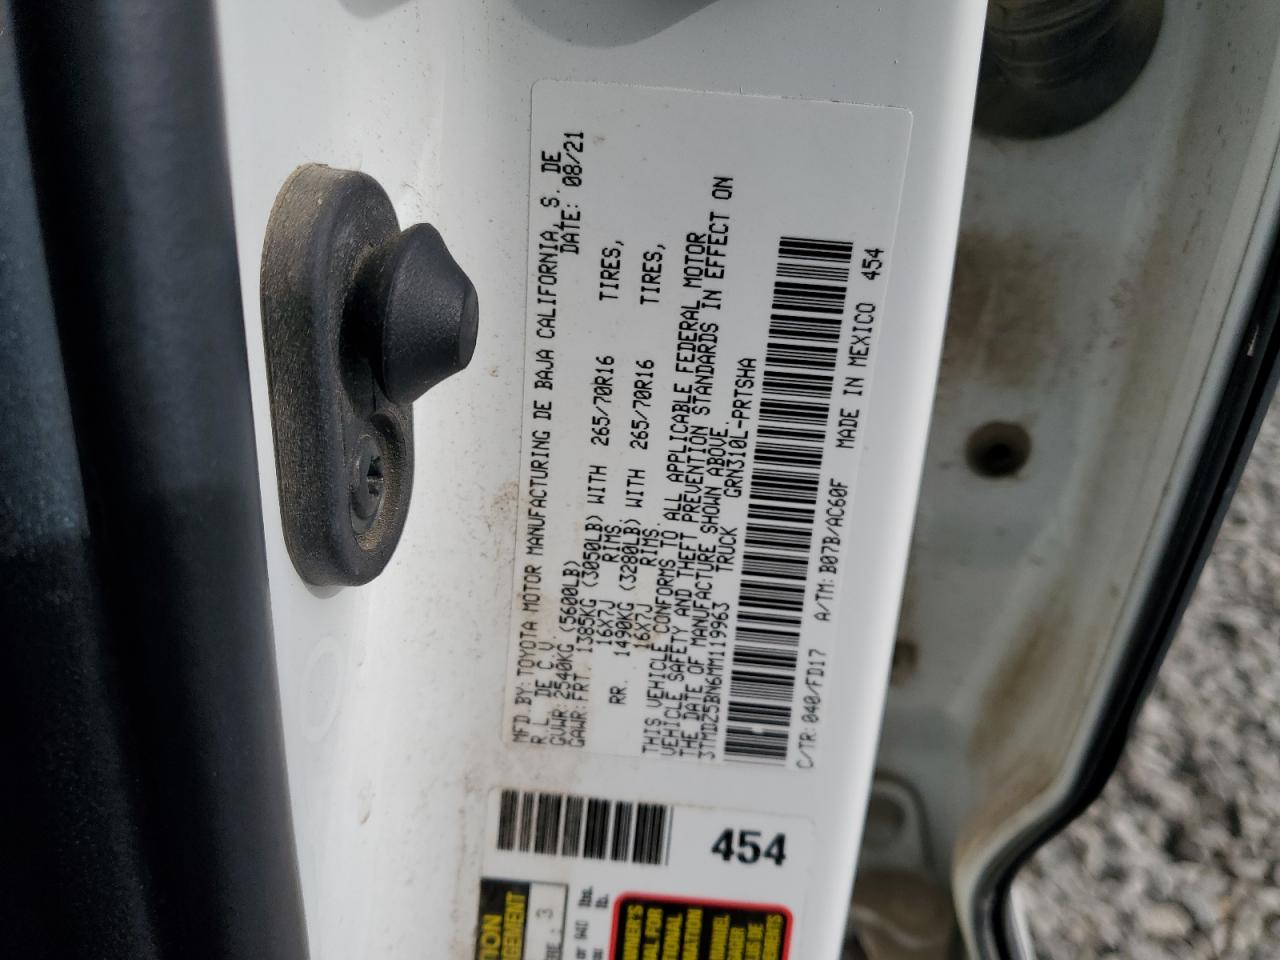 MFD.BY: TOYOTA MOTOR MANUFACTURING DE BAJA CALIFORNIA, S. DE
R L. DE C V. DATE: 08/21
GVWR: 2540KG (5600LB)
GAWR: FRT. 1385KG (3050LB) WITH 265/70R16 TIRES,
16X7J RIMS
RR. 1490KG (3280LB) WITH 265/70R16 TIRES,
16X7J RIMS.
THIS VEHICLE CONFORMS TO ALL APPLICABLE FEDERAL MOTOR
VEHICLE SAFETY AND THEFT PREVENTION STANDARDS IN EFFECT ON
THE DATE OF MANUFACTURE SHOWN ABOVE.
3TMDZ5BN6MM119963 TRUCK GRN310L-PRTSHA
C/TR: 040/FD17 A/TM: B07B/AC60F MADE IN MEXICO 454
454
3
lbs.
lb.